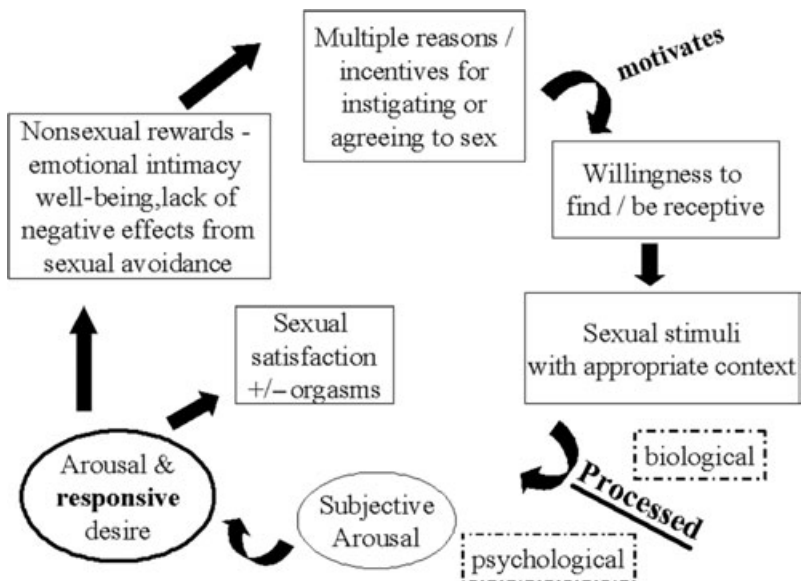 Multiple reasons /
incentives for
instigating or
agreeing to sex
motivates
Willingness to
find / be receptive
Sexual stimuli
with appropriate context
biological
Processed
psychological
Subjective
Arousal
Arousal &
responsive
desire
Sexual
satisfaction
+/– orgasms
Nonsexual rewards -
emotional intimacy
well-being,lack of
negative effects from
sexual avoidance